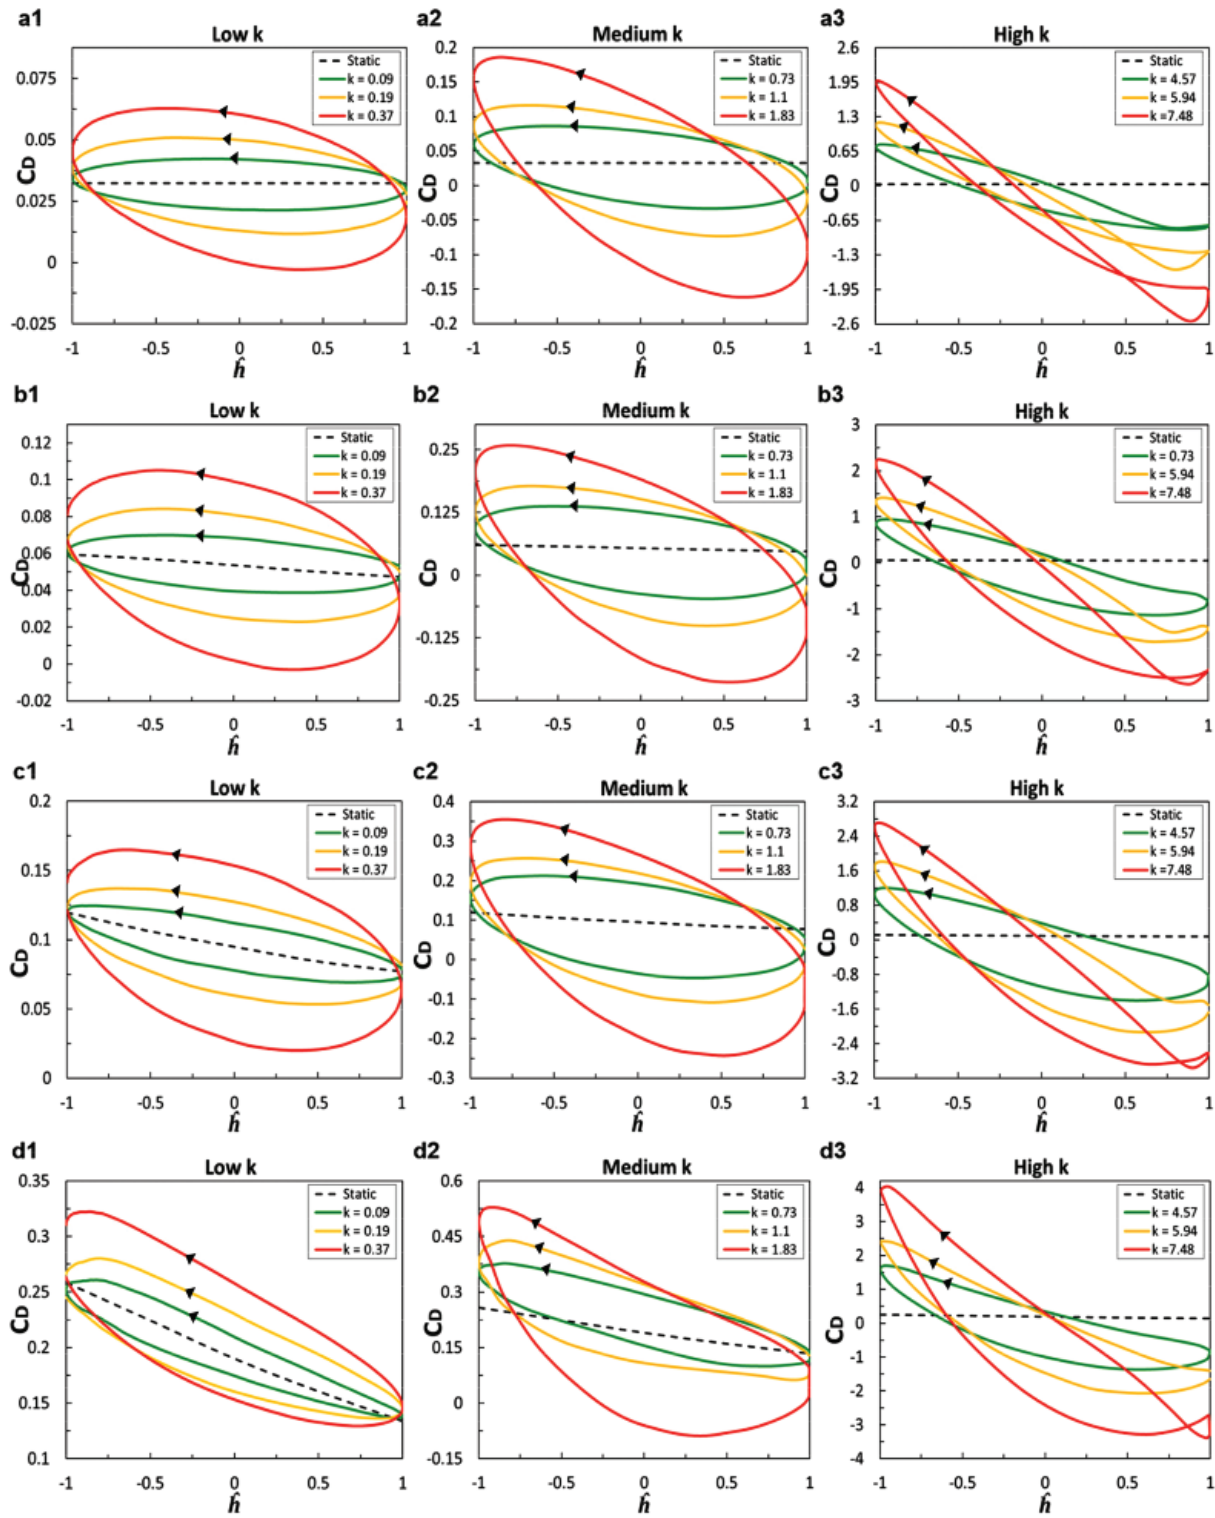 a1
Low k
Static
k = 0.09
k = 0.19
k = 0.37
0.075
0.05
0.025
0
-0.025
CD
-1
-0.5
0
0.5
1
ĥ
a2
Medium k
Static
k = 0.73
k = 1.1
k = 1.83
0.2
0.15
0.1
0.05
0
-0.05
-0.1
-0.15
-0.2
CD
-1
-0.5
0
0.5
1
ĥ
a3
High k
Static
k = 4.57
k = 5.94
k =7.48
2.6
1.95
1.3
0.65
0
-0.65
-1.3
-1.95
-2.6
CD
-1
-0.5
0
0.5
1
ĥ
b1
Low k
Static
k = 0.09
k = 0.19
k = 0.37
0.12
0.1
0.08
0.06
0.04
0.02
0
-0.02
CD
-1
-0.5
0
0.5
1
ĥ
b2
Medium k
Static
k = 0.73
k = 1.1
k = 1.83
0.25
0.125
0
-0.125
-0.25
CD
-1
-0.5
0
0.5
1
ĥ
b3
High k
Static
k = 0.73
k = 5.94
k =7.48
3
2
1
0
-1
-2
-3
CD
-1
-0.5
0
0.5
1
ĥ
c1
Low k
Static
k = 0.09
k = 0.19
k = 0.37
0.2
0.15
0.1
0.05
0
CD
-1
-0.5
0
0.5
1
ĥ
c2
Medium k
Static
k = 0.73
k = 1.1
k = 1.83
0.4
0.3
0.2
0.1
0
-0.1
-0.2
-0.3
CD
-1
-0.5
0
0.5
1
ĥ
c3
High k
Static
k = 4.57
k = 5.94
k =7.48
3.2
2.4
1.6
0.8
0
-0.8
-1.6
-2.4
-3.2
CD
-1
-0.5
0
0.5
1
ĥ
d1
Low k
Static
k = 0.09
k = 0.19
k = 0.37
0.35
0.3
0.25
0.2
0.15
0.1
CD
-1
-0.5
0
0.5
1
ĥ
d2
Medium k
Static
k = 0.73
k = 1.1
k = 1.83
0.6
0.45
0.3
0.15
0
-0.15
CD
-1
-0.5
0
0.5
1
ĥ
d3
High k
Static
k = 4.57
k = 5.94
k =7.48
4
3
2
1
0
-1
-2
-3
-4
CD
-1
-0.5
0
0.5
1
ĥ